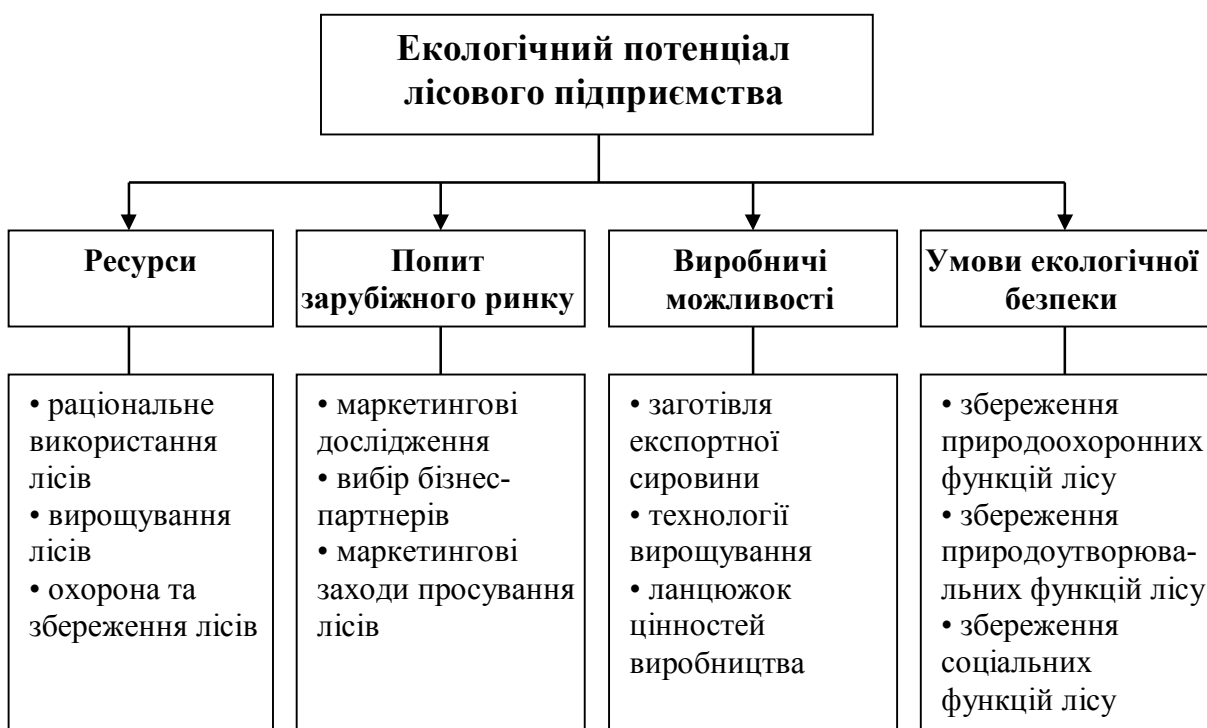 Екологічний потенціал
лісового підприємства
Ресурси
Попит
зарубіжного ринку
Виробничі
можливості
Умови екологічної
безпеки
• раціональне
використання
лісів
• вирощування
лісів
• охорона та
збереження лісів
• маркетингові
дослідження
• вибір бізнес-
партнерів
• маркетингові
заходи просування
лісів
• заготівля
експортної
сировини
• технології
вирощування
• ланцюжок
цінностей
виробництва
• збереження
природоохоронних
функцій лісу
• збереження
природоутворюва-
льних функцій лісу
• збереження
соціальних
функцій лісу